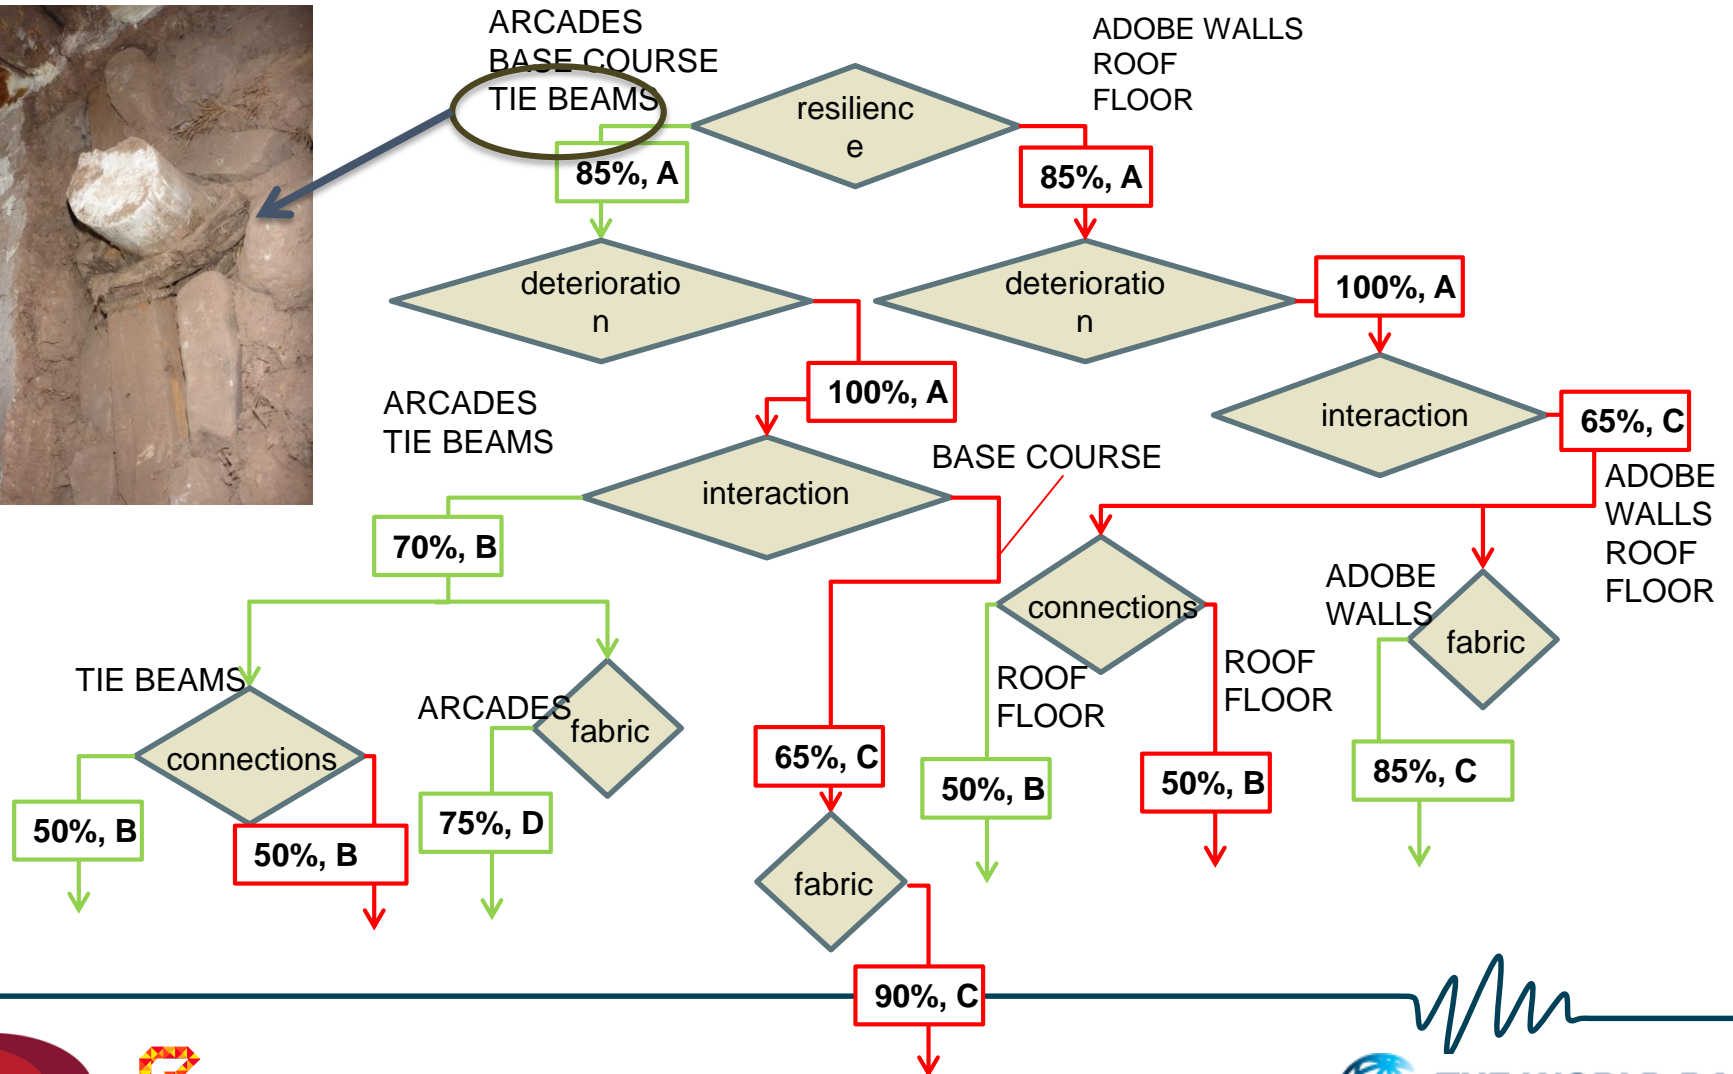 ARCADES
BASE COURSE
TIE BEAMS
ADOBE WALLS
ROOF
FLOOR
resilienc
e
85%, A
85%, A
deterioratio
n
deterioratio
n
100%, A
100%, A
interaction
65%, C
ARCADES
TIE BEAMS
BASE COURSE
interaction
ADOBE
WALLS
ROOF
FLOOR
70%, B
connections
ADOBE
WALLS
fabric
TIE BEAMS
ARCADES
fabric
ROOF
FLOOR
ROOF
FLOOR
connections
65%, C
50%, B
50%, B
85%, C
50%, B
50%, B
75%, D
fabric
90%, C